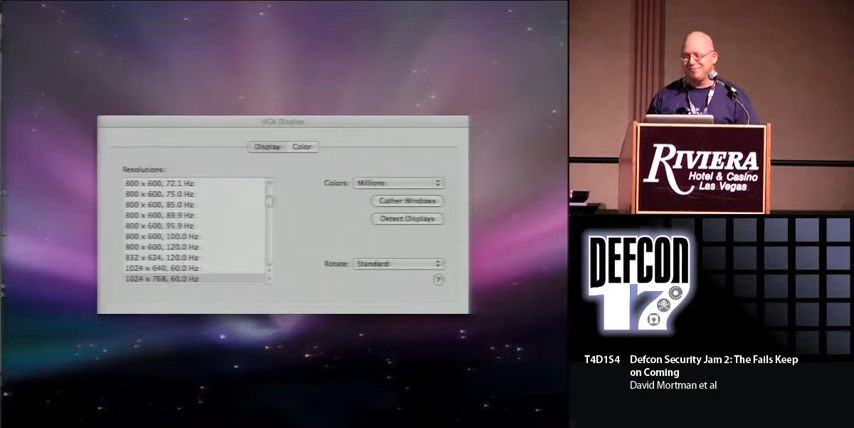 VGA Display
Display Color
Resolutions:
800 x 600, 72.1 Hz
800 x 600, 75.0 Hz
800 x 600, 85.0 Hz
800 x 600, 89.9 Hz
800 x 600, 95.9 Hz
800 x 600, 100.0 Hz
800 x 600, 120.0 Hz
832 x 624, 120.0 Hz
1024 x 640, 60.0 Hz
1024 x 768, 60.0 Hz
Colors: Millions
Gather Windows
Detect Displays
Rotate: Standard
?
RIVIERA
Hotel & Casino
Las Vegas
DEFCON
17
T4D1S4 Defcon Security Jam 2: The Fails Keep
on Coming
David Mortman et al